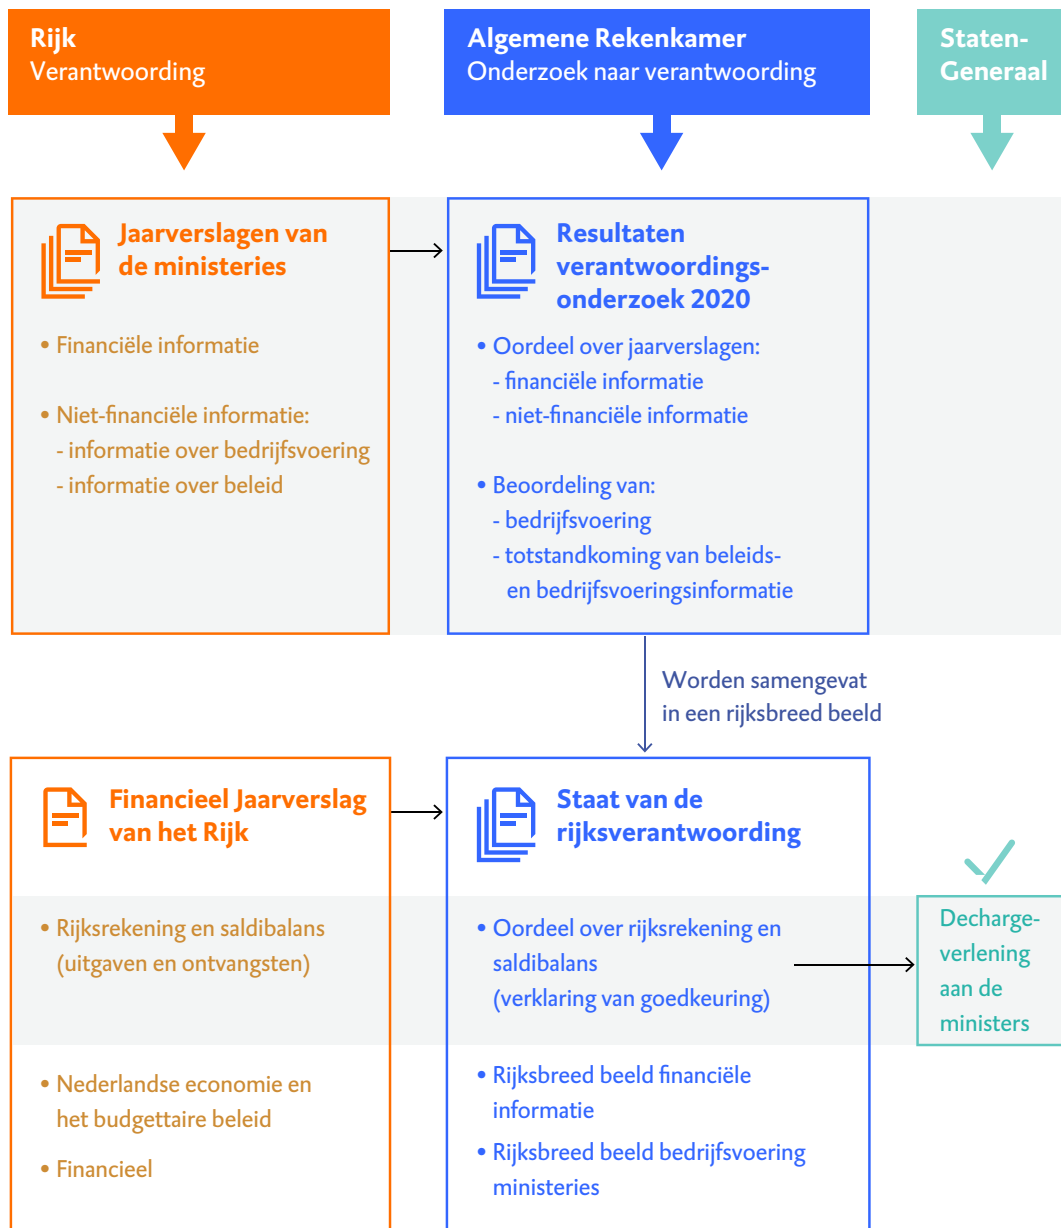 Rijk
Verantwoording
Algemene Rekenkamer
Onderzoek naar verantwoording
Staten-
Generaal
Jaarverslagen van
de ministeries
• Financiële informatie
• Niet-financiële informatie:
- informatie over bedrijfsvoering
- informatie over beleid
Resultaten
verantwoordings-
onderzoek 2020
• Oordeel over jaarverslagen:
- financiële informatie
- niet-financiële informatie
• Beoordeling van:
- bedrijfsvoering
- totstandkoming van beleids-
en bedrijfsvoeringsinformatie
Worden samengevat
in een rijksbreed beeld
Financieel Jaarverslag
van het Rijk
• Rijksrekening en saldibalans
(uitgaven en ontvangsten)
• Nederlandse economie en
het budgettaire beleid
• Financieel
Staat van de
rijksverantwoording
• Oordeel over rijksrekening en
saldibalans
(verklaring van goedkeuring)
• Rijksbreed beeld financiële
informatie
• Rijksbreed beeld bedrijfsvoering
ministeries
Decharge-
verlening
aan de
ministers